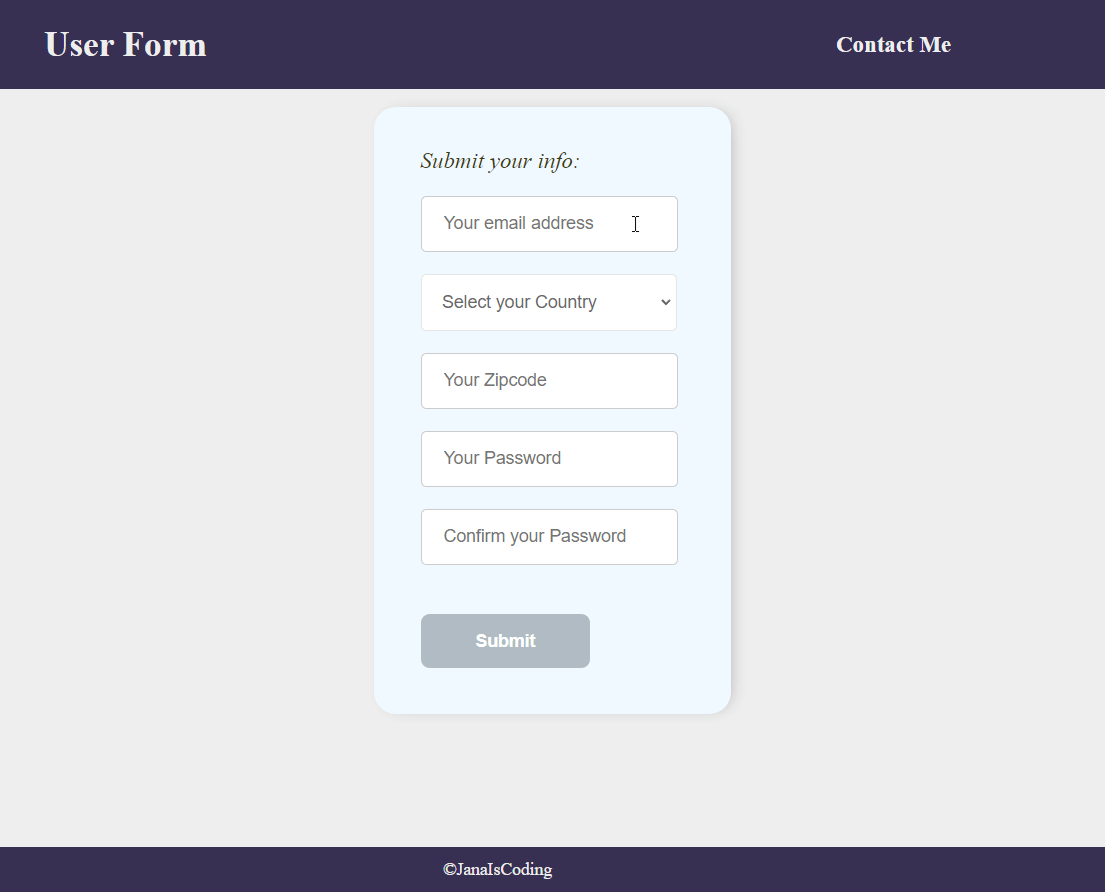 User Form
Contact Me
Submit your info:
Your email address
Select your Country
Your Zipcode
Your Password
Confirm your Password
Submit
©JanaIsCoding